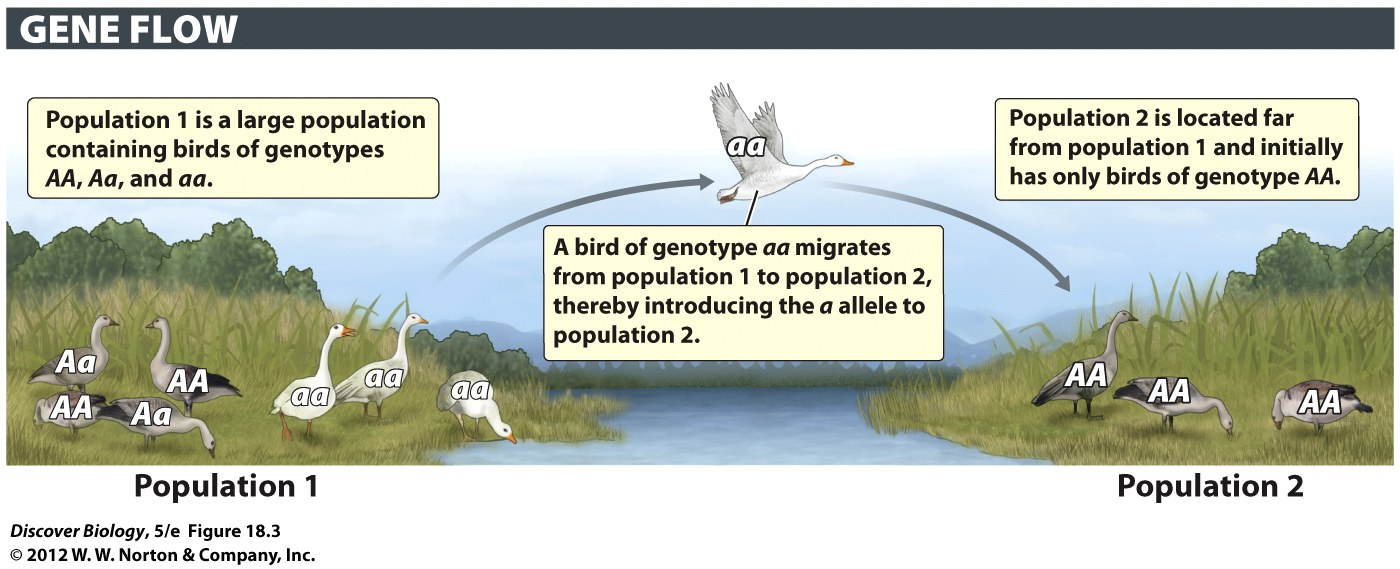 GENE FLOW
Population 1 is a large population
containing birds of genotypes
AA, Aa, and aa.
aa
Population 2 is located far
from population 1 and initially
has only birds of genotype AA.
A bird of genotype aa migrates
from population 1 to population 2,
thereby introducing the a allele to
population 2.
Aa
AA
AA
Aa
aa
aa
aa
AA
AA
AA
Population 1
Population 2
Discover Biology, 5/e Figure 18.3
© 2012 W. W. Norton & Company, Inc.